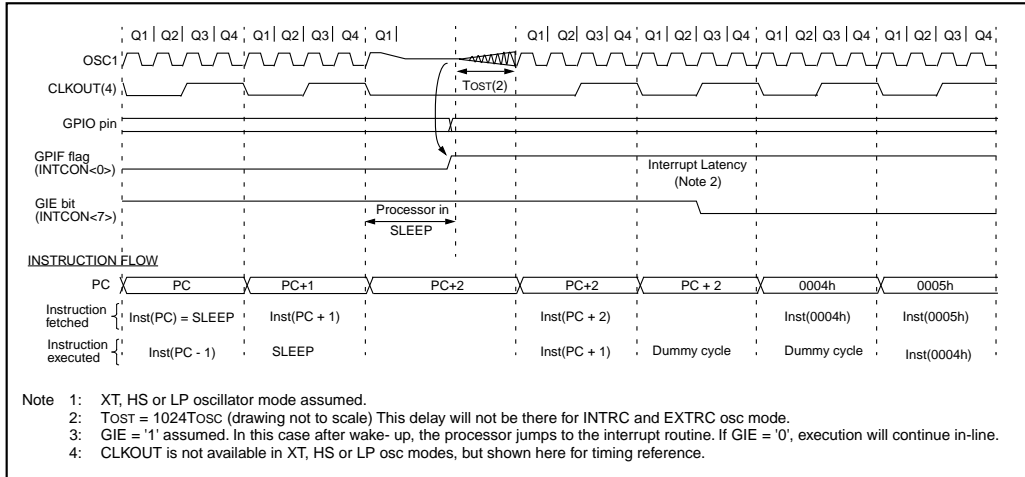 Q1 Q2 Q3 Q4 Q1 Q2 Q3 Q4 Q1 Q1 Q2 Q3 Q4 Q1 Q2 Q3 Q4 Q1 Q2 Q3 Q4 Q1 Q2 Q3 Q4
OSC1
TOST(2)
CLKOUT(4)
GPIO pin
GPIF flag
(INTCON<0>)
Interrupt Latency
(Note 2)
GIE bit
(INTCON<7>)
Processor in
SLEEP
INSTRUCTION FLOW
PC PC PC+1 PC+2 PC+2 PC + 2 0004h 0005h
Instruction
fetched
Inst(PC) = SLEEP Inst(PC + 1) Inst(PC + 2) Inst(0004h) Inst(0005h)
Instruction
executed
Inst(PC - 1) SLEEP Inst(PC + 1) Dummy cycle Dummy cycle Inst(0004h)
Note 1: XT, HS or LP oscillator mode assumed.
2: TOST = 1024TOSC (drawing not to scale) This delay will not be there for INTRC and EXTRC osc mode.
3: GIE = '1' assumed. In this case after wake- up, the processor jumps to the interrupt routine. If GIE = '0', execution will continue in-line.
4: CLKOUT is not available in XT, HS or LP osc modes, but shown here for timing reference.